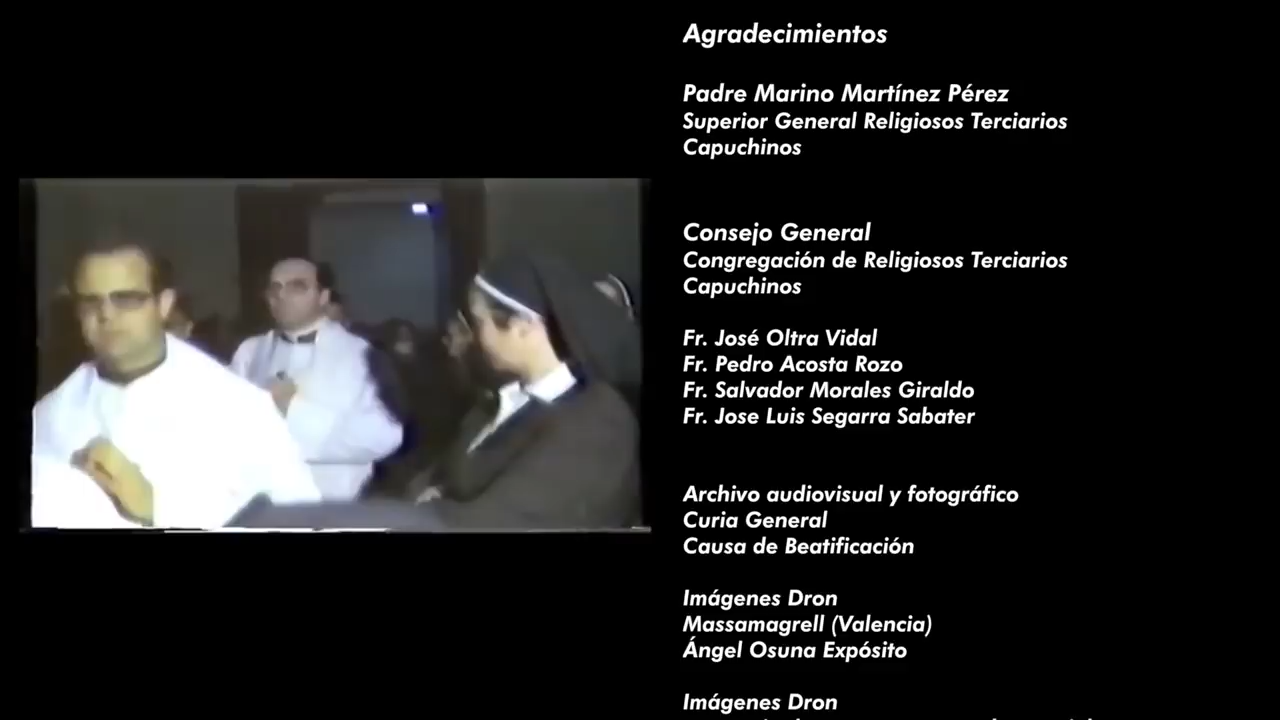 Agradecimientos
Padre Marino Martínez Pérez
Superior General Religiosos Terciarios
Capuchinos
Consejo General
Congregación de Religiosos Terciarios
Capuchinos
Fr. José Oltra Vidal
Fr. Pedro Acosta Rozo
Fr. Salvador Morales Giraldo
Fr. Jose Luis Segarra Sabater
Archivo audiovisual y fotográfico
Curia General
Causa de Beatificación
Imágenes Dron
Massamagrell (Valencia)
Ángel Osuna Expósito
Imágenes Dron